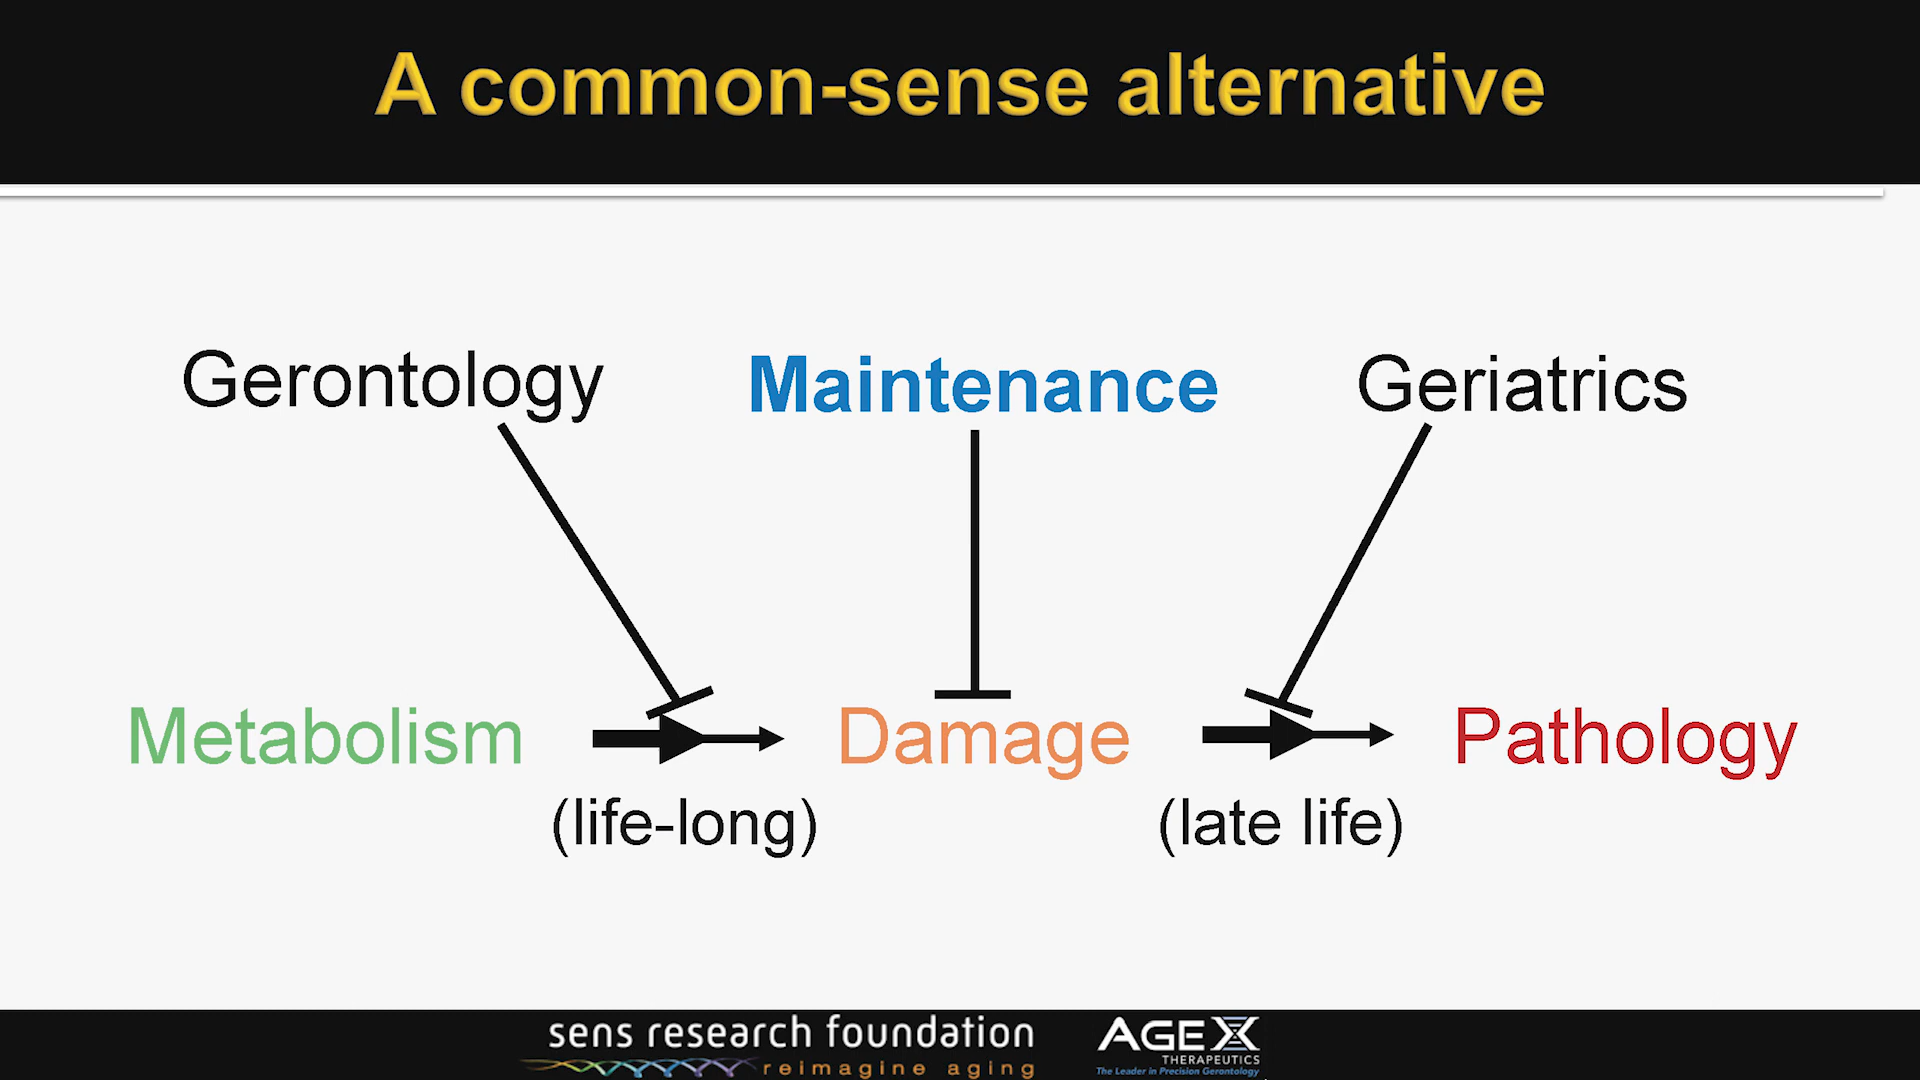 A common-sense alternative
Gerontology Maintenance Geriatrics
Metabolism Damage Pathology
(life-long) (late life)
sens research foundation
reimagine aging
AGEX
THERAPEUTICS
The Leader in Precision Gerontology